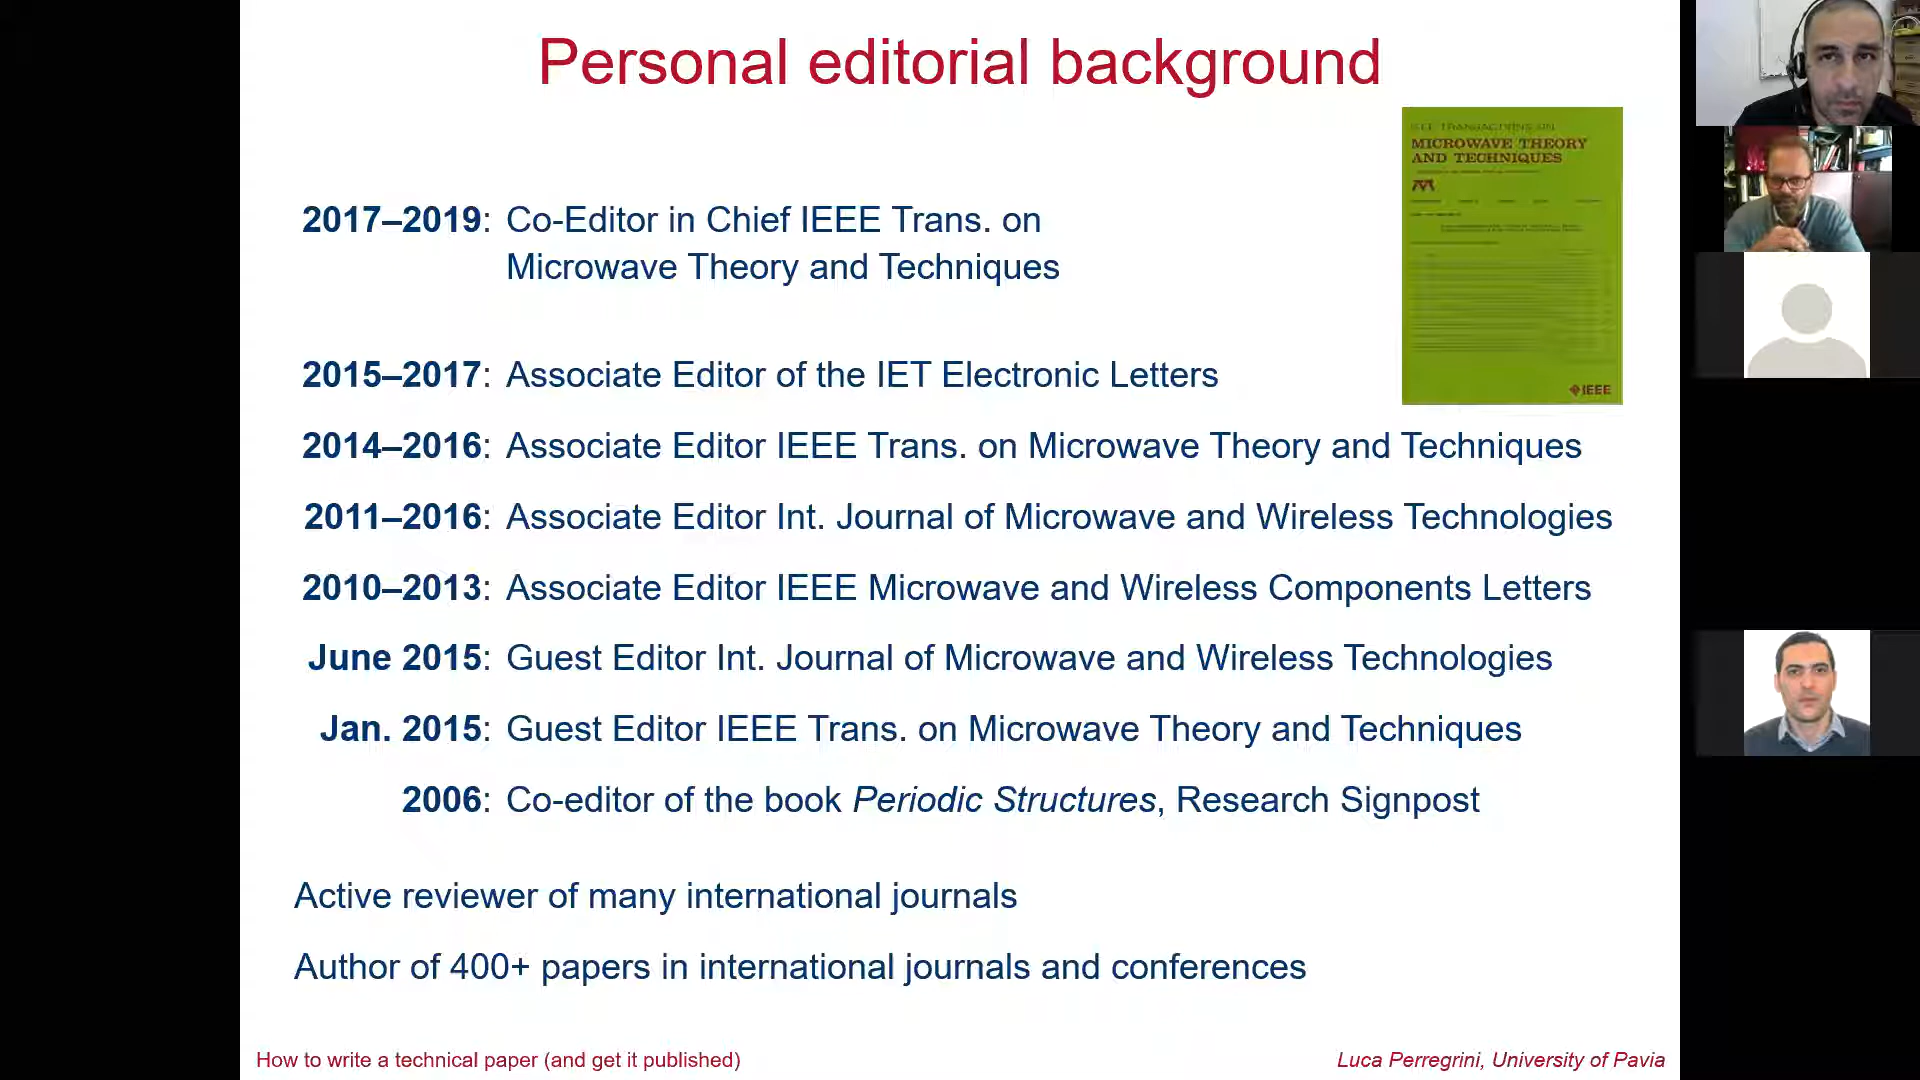 Personal editorial background
IEEE TRANSACTIONS ON
MICROWAVE THEORY
AND TECHNIQUES
IEEE
2017–2019: Co-Editor in Chief IEEE Trans. on
Microwave Theory and Techniques
2015–2017: Associate Editor of the IET Electronic Letters
2014–2016: Associate Editor IEEE Trans. on Microwave Theory and Techniques
2011–2016: Associate Editor Int. Journal of Microwave and Wireless Technologies
2010–2013: Associate Editor IEEE Microwave and Wireless Components Letters
June 2015: Guest Editor Int. Journal of Microwave and Wireless Technologies
Jan. 2015: Guest Editor IEEE Trans. on Microwave Theory and Techniques
2006: Co-editor of the book Periodic Structures, Research Signpost
Active reviewer of many international journals
Author of 400+ papers in international journals and conferences
How to write a technical paper (and get it published)
Luca Perregrini, University of Pavia